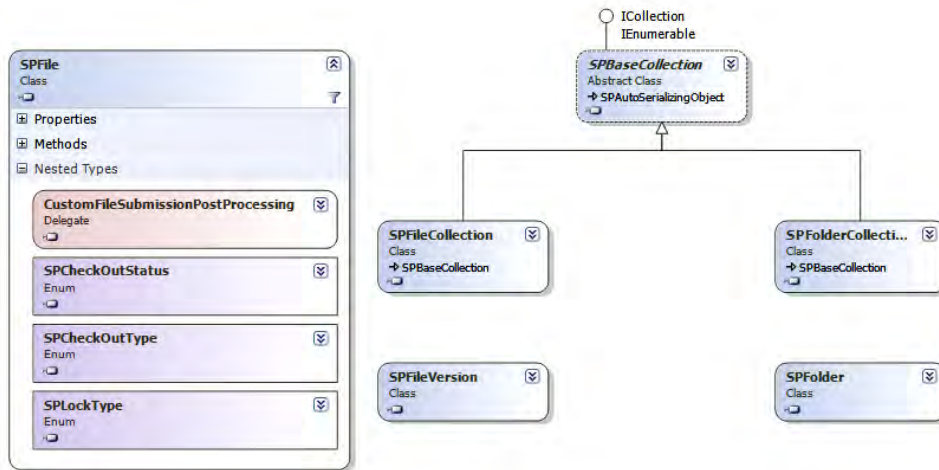 SPFile
Class
Properties
Methods
Nested Types
CustomFileSubmissionPostProcessing
Delegate
SPCheckOutStatus
Enum
SPCheckOutType
Enum
SPLockType
Enum
ICollection
IEnumerable
SPBaseCollection
Abstract Class
SPAutoSerializingObject
SPFileCollection
Class
SPBaseCollection
SPFolderCollecti...
Class
SPBaseCollection
SPFileVersion
Class
SPFolder
Class